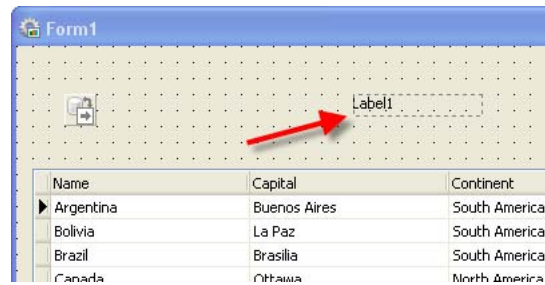 Form1
Label1
Name Capital Continent
Argentina Buenos Aires South America
Bolivia La Paz South America
Brazil Brasilia South America
Canada Ottawa North America